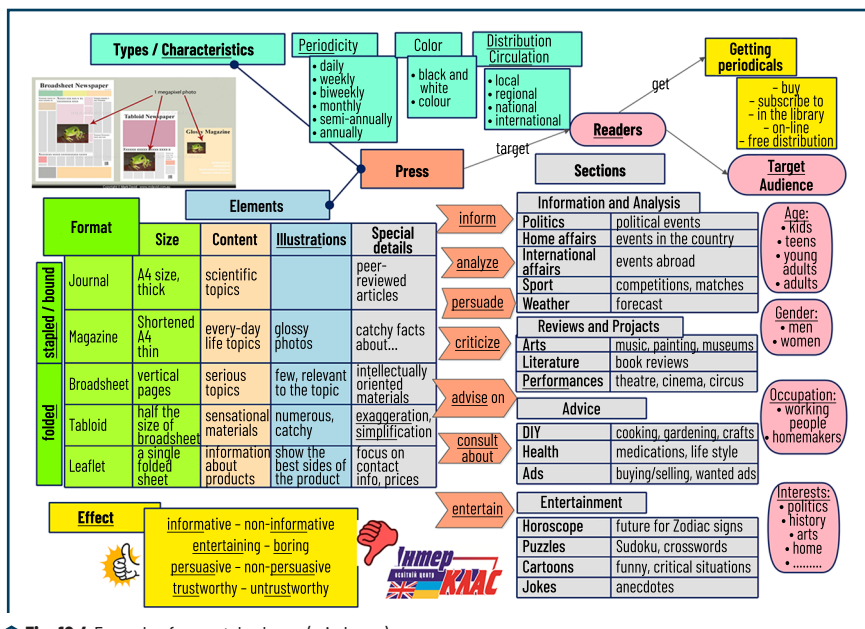 Types / Characteristics
Periodicity
• daily
• weekly
• biweekly
• monthly
• semi-annually
• annually
Color
• black and
white
• colour
Distribution
Circulation
• local
• regional
• national
• international
Getting
periodicals
– buy
– subscribe to
– in the library
– on-line
– free distribution
get
Readers
target
Press
Target
Audience
Broadsheet Newspaper
1 megapixel photo
Tabloid Newspaper
Glossy Magazine
Elements
Sections
Format
Size
Content
Illustrations
Special
details
stapled / bound
Journal
A4 size,
thick
scientific
topics
peer-
reviewed
articles
Magazine
Shortened
A4
thin
every-day
life topics
glossy
photos
catchy facts
about...
folded
Broadsheet
vertical
pages
serious
topics
few, relevant
to the topic
intellectually
oriented
materials
Tabloid
half the
size of
broadsheet
sensational
materials
numerous,
catchy
exaggeration,
simplification
Leaflet
a single
folded
sheet
information
about
products
show the
best sides of
the product
focus on
contact
info, prices
inform
analyze
persuade
criticize
advise on
consult
about
entertain
Information and Analysis
Politics political events
Home affairs events in the country
International
affairs events abroad
Sport competitions, matches
Weather forecast
Reviews and Projects
Arts music, painting, museums
Literature book reviews
Performances theatre, cinema, circus
Advice
DIY cooking, gardening, crafts
Health medications, life style
Ads buying/selling, wanted ads
Entertainment
Horoscope future for Zodiac signs
Puzzles Sudoku, crosswords
Cartoons funny, critical situations
Jokes anecdotes
Age:
• kids
• teens
• young
adults
• adults
Gender:
• men
• women
Occupation:
• working
people
• homemakers
Interests:
• politics
• history
• arts
• home
• .........
Effect
informative – non-informative
entertaining – boring
persuasive – non-persuasive
trustworthy – untrustworthy
Інтер
освітній центр
КЛАС